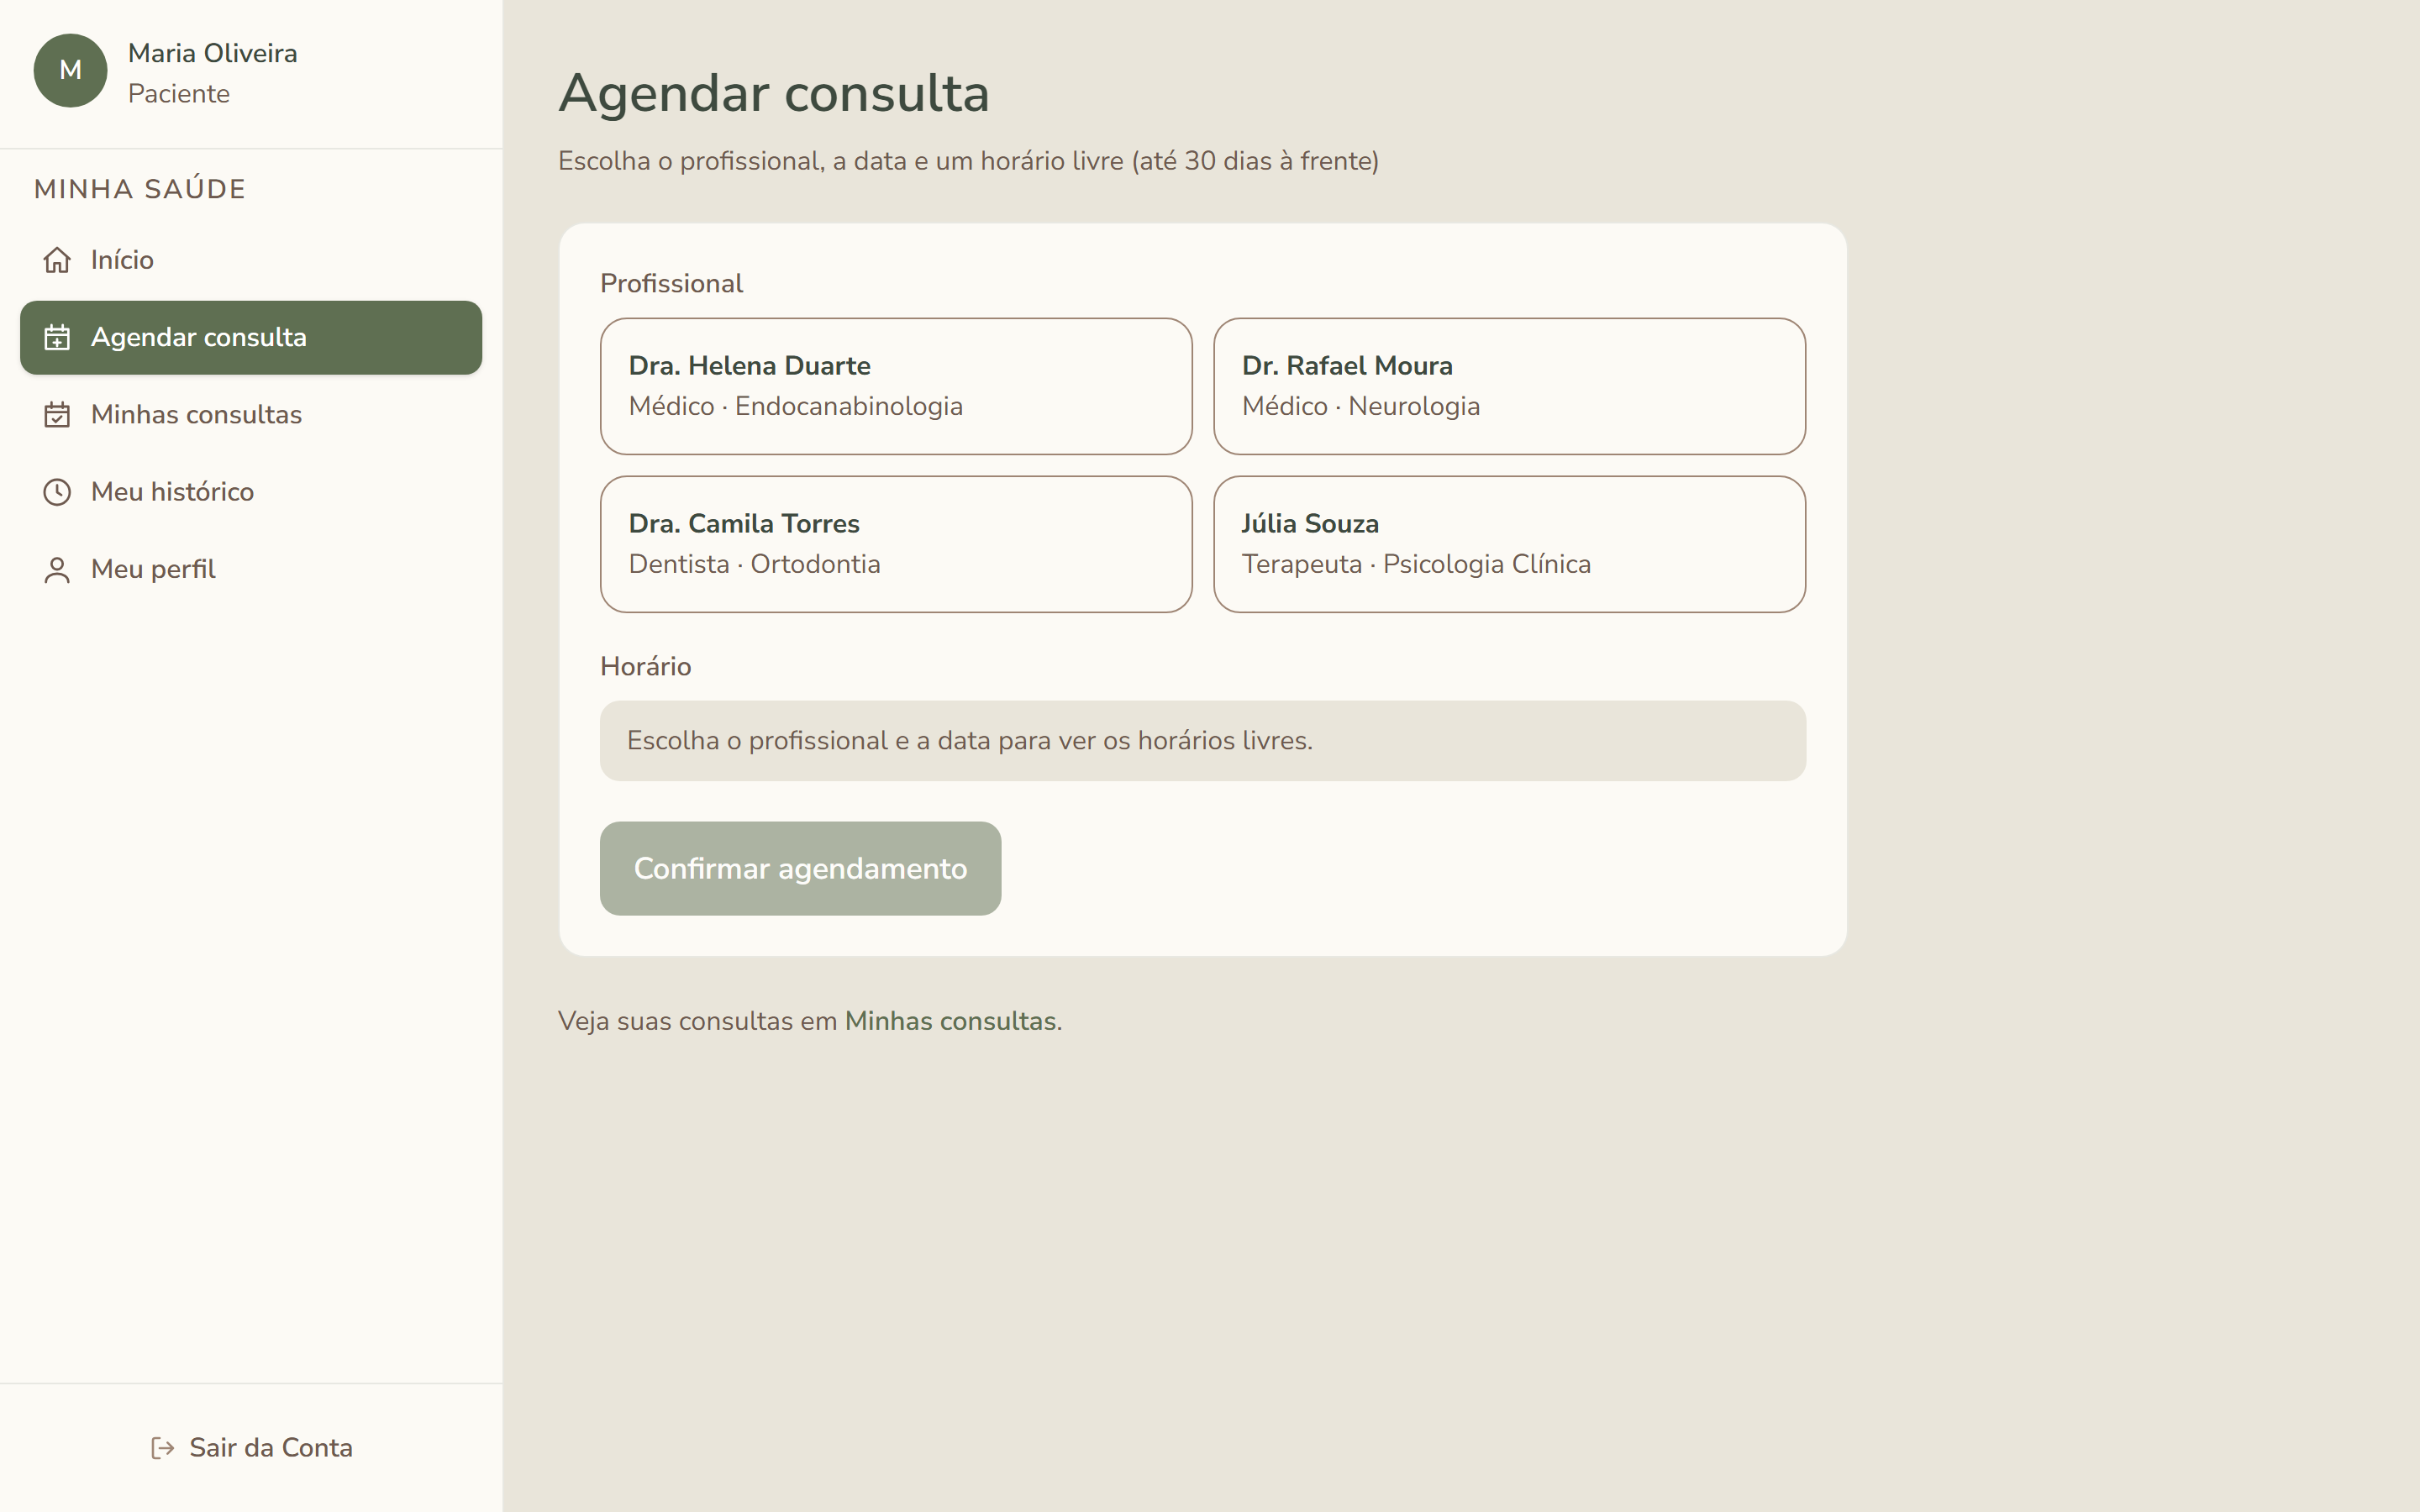 M
Maria Oliveira
Paciente
MINHA SAÚDE
Início
Agendar consulta
Minhas consultas
Meu histórico
Meu perfil
Sair da Conta
Agendar consulta
Escolha o profissional, a data e um horário livre (até 30 dias à frente)
Profissional
Dra. Helena Duarte
Médico · Endocanabinologia
Dr. Rafael Moura
Médico · Neurologia
Dra. Camila Torres
Dentista · Ortodontia
Júlia Souza
Terapeuta · Psicologia Clínica
Horário
Escolha o profissional e a data para ver os horários livres.
Confirmar agendamento
Veja suas consultas em Minhas consultas.